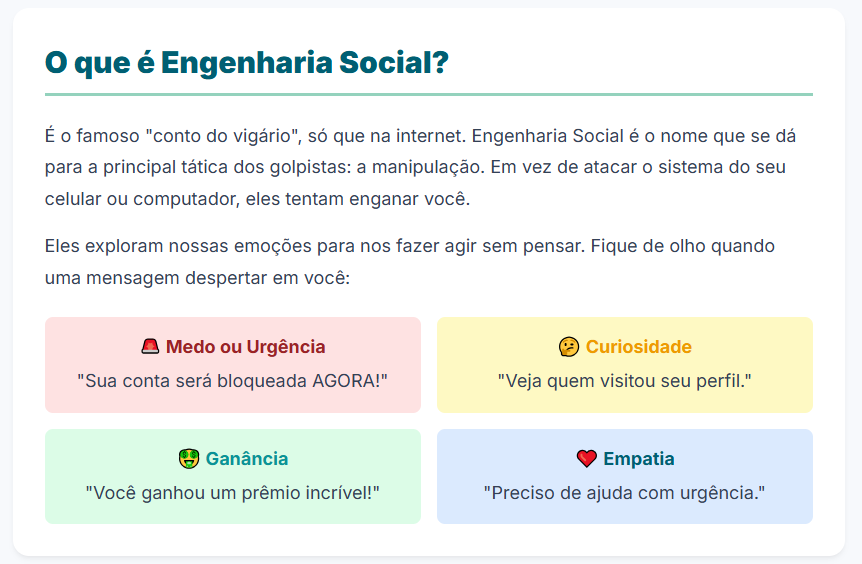 O que é Engenharia Social?
É o famoso "conto do vigário", só que na internet. Engenharia Social é o nome que se dá
para a principal tática dos golpistas: a manipulação. Em vez de atacar o sistema do seu
celular ou computador, eles tentam enganar você.
Eles exploram nossas emoções para nos fazer agir sem pensar. Fique de olho quando
uma mensagem despertar em você:
🚨 Medo ou Urgência
"Sua conta será bloqueada AGORA!"
🤔 Curiosidade
"Veja quem visitou seu perfil."
🤑 Ganância
"Você ganhou um prêmio incrível!"
❤️ Empatia
"Preciso de ajuda com urgência."